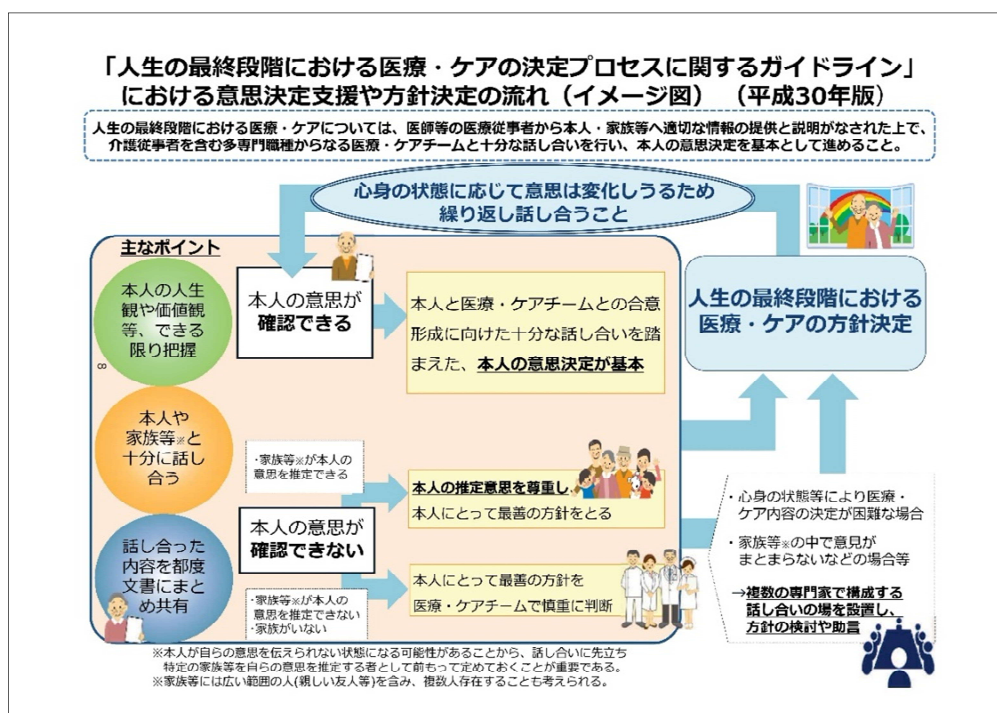 「人生の最終段階における医療・ケアの決定プロセスに関するガイドライン」
における意思決定支援や方針決定の流れ（イメージ図）（平成30年版）
人生の最終段階における医療・ケアについては、医師等の医療従事者から本人・家族等へ適切な情報の提供と説明がなされた上で、
介護従事者を含む多専門職種からなる医療・ケアチームと十分な話し合いを行い、本人の意思決定を基本として進めること。
心身の状態に応じて意思は変化しうるため
繰り返し話し合うこと
主なポイント
本人の人生
観や価値観
等、できる
限り把握
∞
本人や
家族等※と
十分に話し
合う
話し合った
内容を都度
文書にまと
め共有
本人の意思が
確認できる
本人と医療・ケアチームとの合意
形成に向けた十分な話し合いを踏
まえた、本人の意思決定が基本
・家族等※が本人の
意思を推定できる
本人の推定意思を尊重し、
本人にとって最善の方針をとる
本人の意思が
確認できない
・家族等※が本人の
意思を推定できない
・家族がいない
本人にとって最善の方針を
医療・ケアチームで慎重に判断
人生の最終段階における
医療・ケアの方針決定
・心身の状態等により医療・
ケア内容の決定が困難な場合
・家族等※の中で意見が
まとまらないなどの場合等
→複数の専門家で構成する
話し合いの場を設置し、
方針の検討や助言
※本人が自らの意思を伝えられない状態になる可能性があることから、話し合いに先立ち
特定の家族等を自らの意思を推定する者として前もって定めておくことが重要である。
※家族等には広い範囲の人(親しい友人等)を含み、複数人存在することも考えられる。